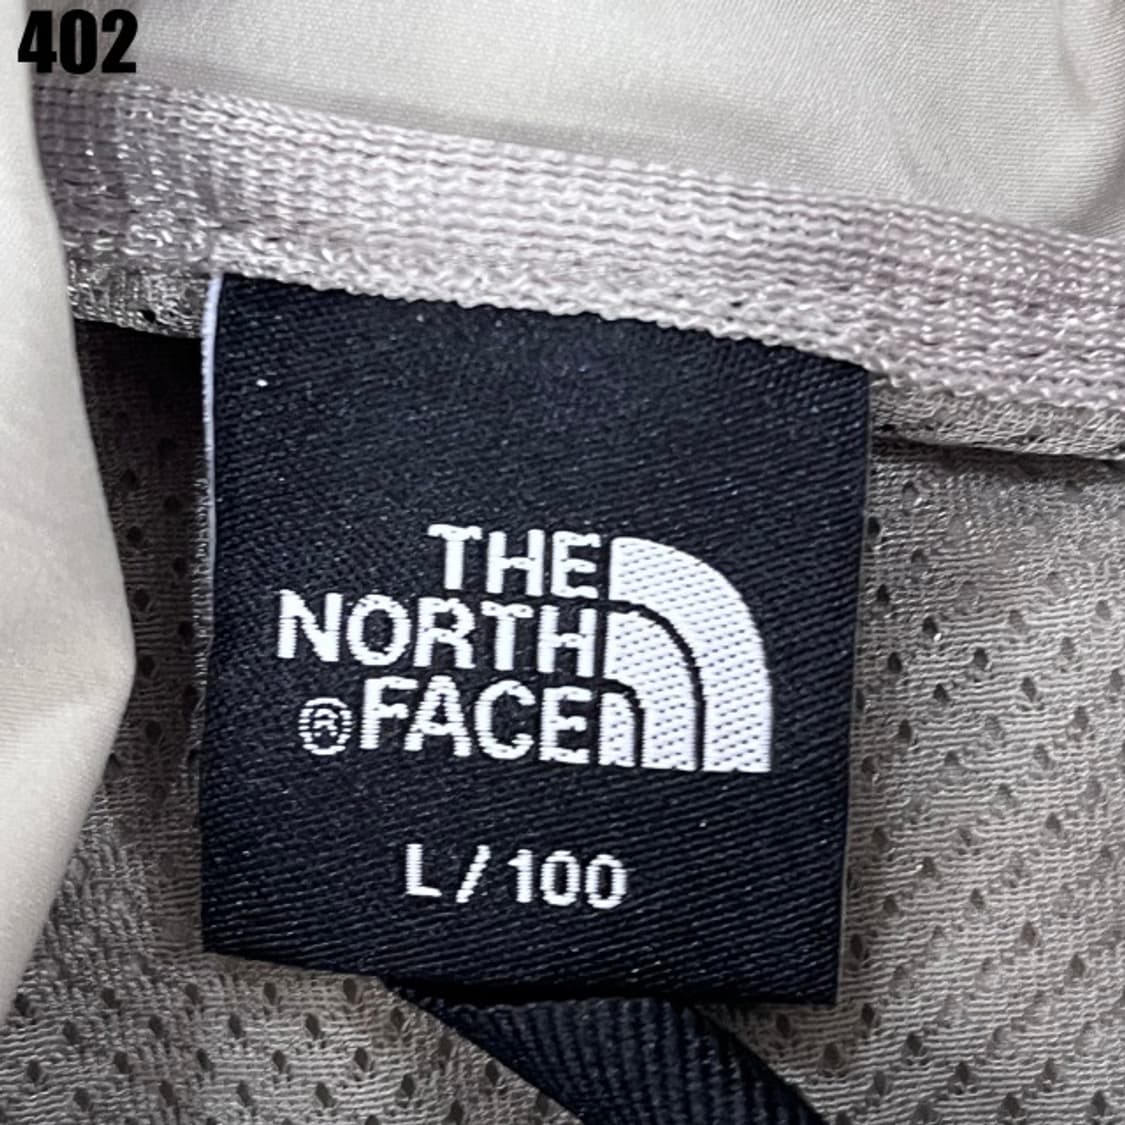 402
THE
NORTH
®FACE
L / 100